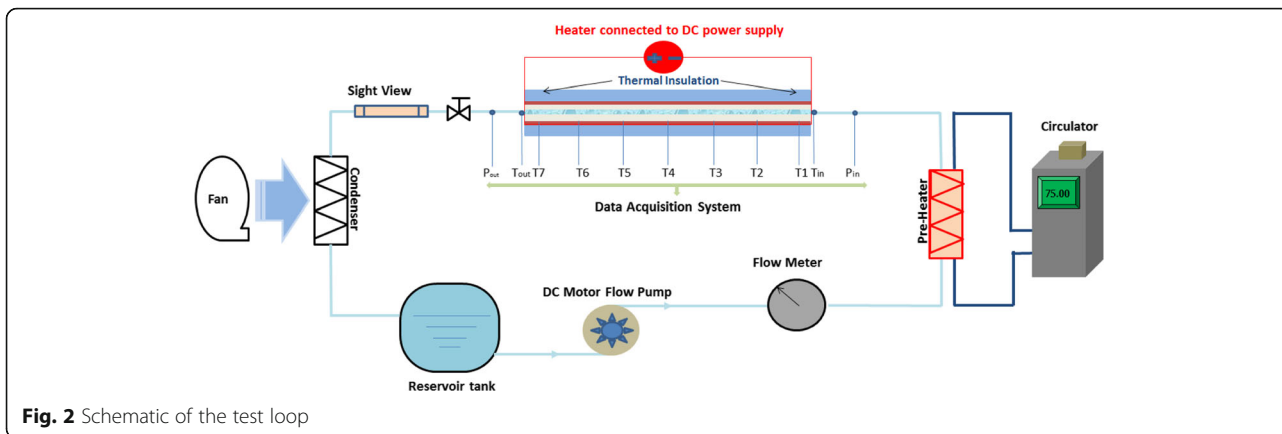 Heater connected to DC power supply
Thermal Insulation
Sight View
Circulator
75.00
Fan
Condenser
Pout Tout T7 T6 T5 T4 T3 T2 T1 Tin Pin
Data Acquisition System
Pre-Heater
Flow Meter
DC Motor Flow Pump
Reservoir tank
Fig. 2 Schematic of the test loop